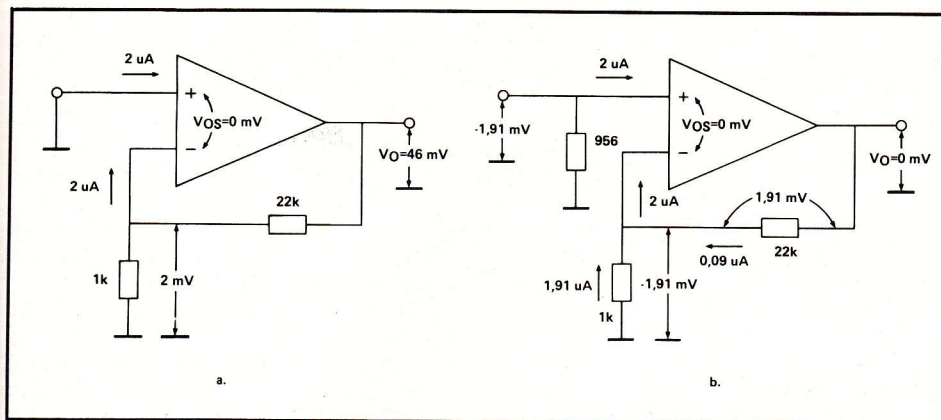 2 uA
+
VOS=0 mV
−
VO=46 mV
2 uA
22k
1k
2 mV
a.
2 uA
+
-1,91 mV
956
VOS=0 mV
−
VO=0 mV
2 uA
1,91 mV
0,09 uA
22k
1,91 uA
-1,91 mV
1k
b.